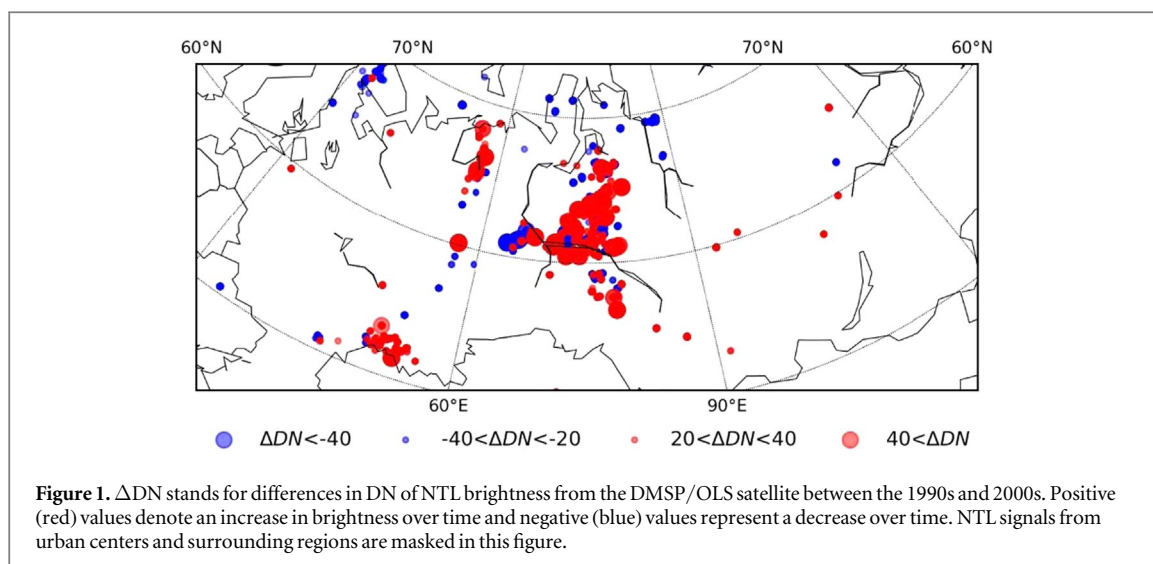 60°N 70°N 70°N 60°N
60°E 90°E
ΔDN<-40 -40<ΔDN<-20 20<ΔDN<40 40<ΔDN
Figure 1. ΔDN stands for differences in DN of NTL brightness from the DMSP/OLS satellite between the 1990s and 2000s. Positive
(red) values denote an increase in brightness over time and negative (blue) values represent a decrease over time. NTL signals from
urban centers and surrounding regions are masked in this figure.